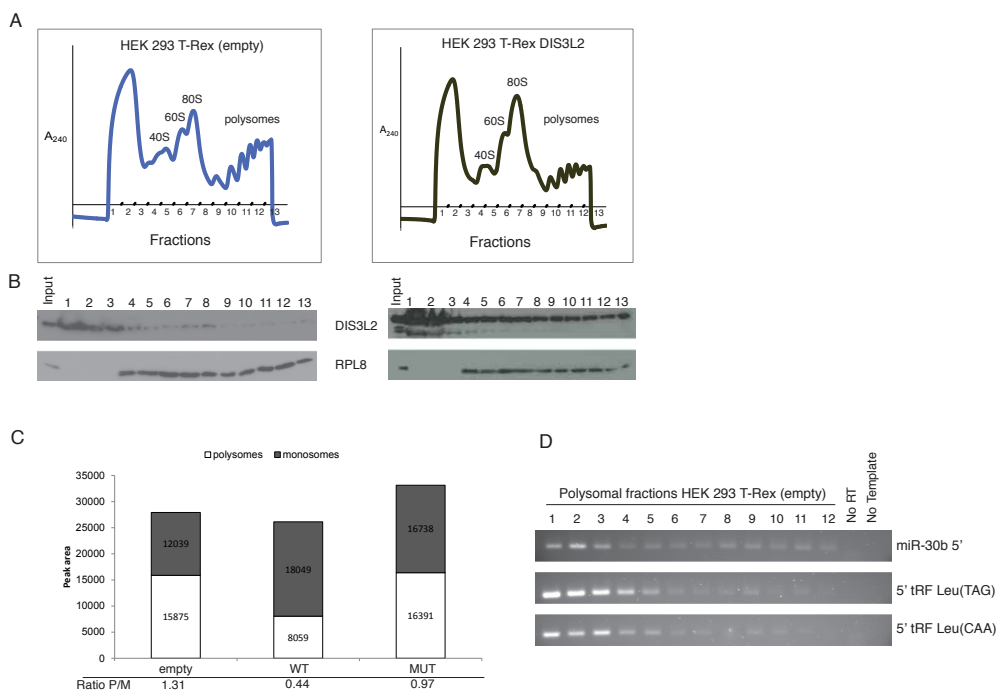 A
HEK 293 T-Rex (empty)
A240
40S
60S
80S
polysomes
1 2 3 4 5 6 7 8 9 10 11 12 13
Fractions
HEK 293 T-Rex DIS3L2
A240
40S
60S
80S
polysomes
1 2 3 4 5 6 7 8 9 10 11 12 13
Fractions
B
Input 1 2 3 4 5 6 7 8 9 10 11 12 13
Input 1 2 3 4 5 6 7 8 9 10 11 12 13
DIS3L2
RPL8
C
polysomes monosomes
Peak area
35000
30000
25000
20000
15000
10000
5000
0
12039
15875
18049
8059
16738
16391
empty WT MUT
Ratio P/M 1.31 0.44 0.97
D
Polysomal fractions HEK 293 T-Rex (empty)
1 2 3 4 5 6 7 8 9 10 11 12 No RT No Template
miR-30b 5'
5' tRF Leu(TAG)
5' tRF Leu(CAA)